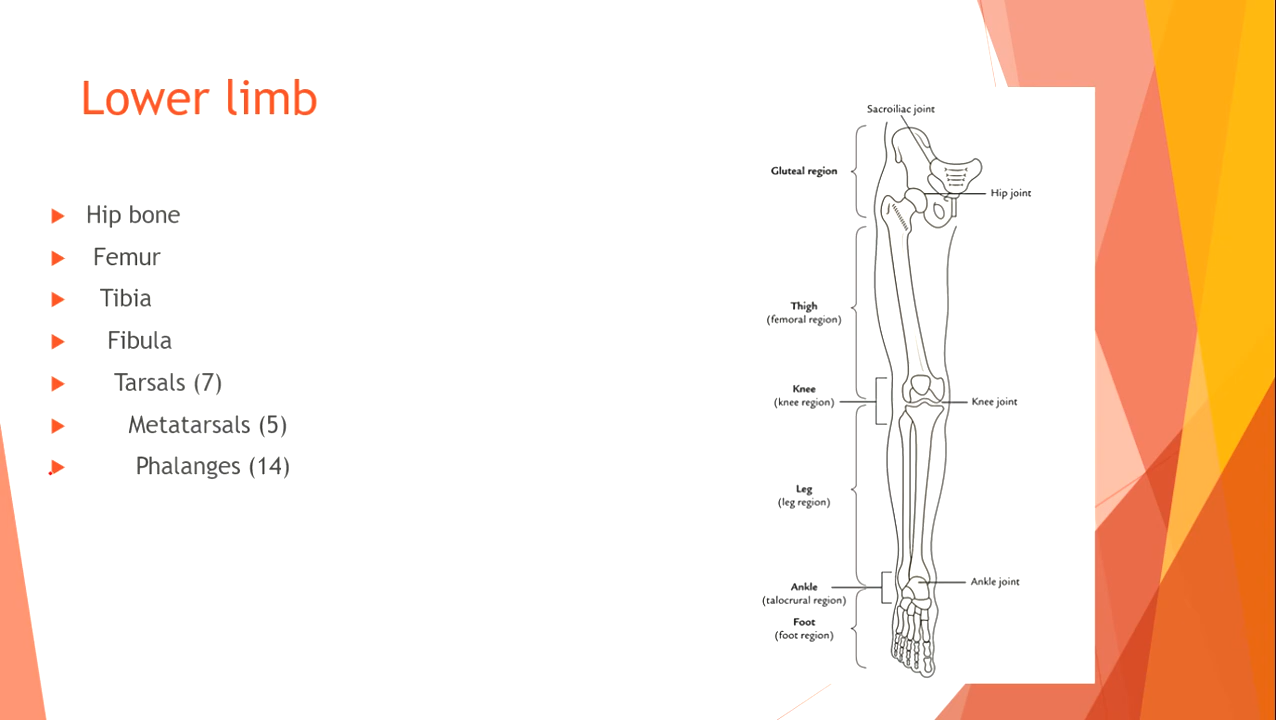 Lower limb
Hip bone
Femur
Tibia
Fibula
Tarsals (7)
Metatarsals (5)
Phalanges (14)
Sacroiliac joint
Gluteal region
Hip joint
Thigh
(femoral region)
Knee
(knee region)
Knee joint
Leg
(leg region)
Ankle
(talocrural region)
Ankle joint
Foot
(foot region)